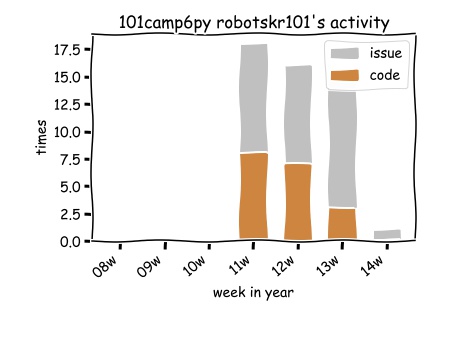 101camp6py robotskr101's activity
issue
code
17.5
15.0
12.5
10.0
7.5
5.0
2.5
0.0
times
08w 09w 10w 11w 12w 13w 14w
week in year